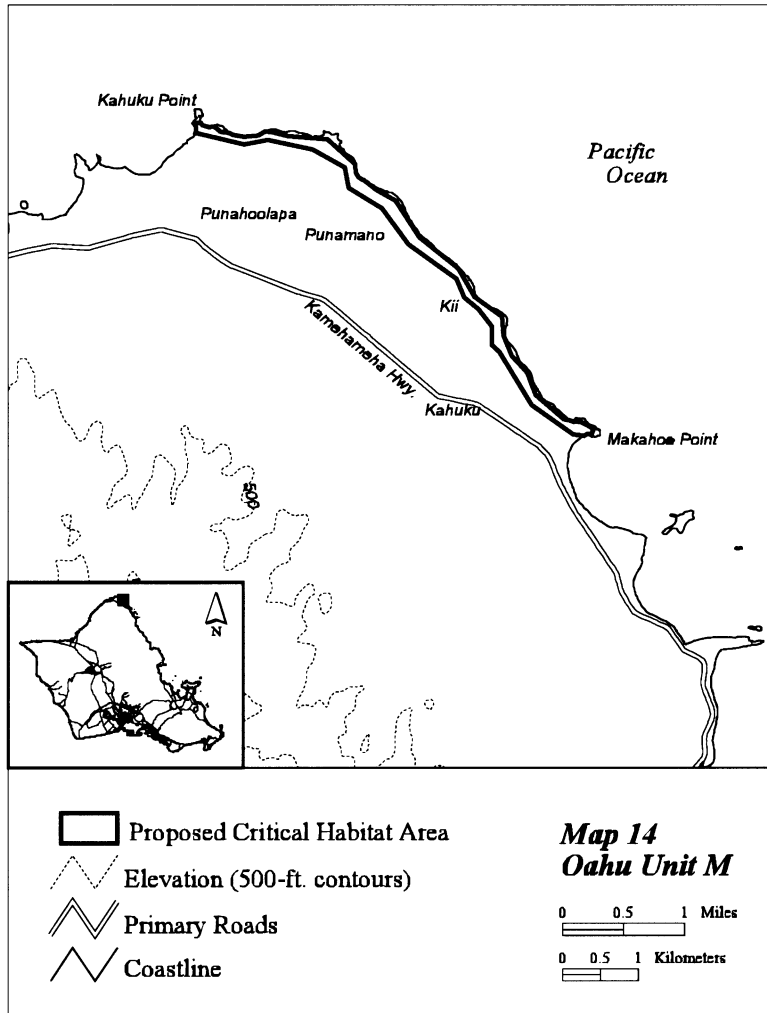 Kahuku Point
Pacific
Ocean
Punahoolapa
Punamano
Kii
Kamehameha Hwy.
Kahuku
Makahoe Point
500
N
Proposed Critical Habitat Area
Elevation (500-ft. contours)
Primary Roads
Coastline
Map 14
Oahu Unit M
0 0.5 1 Miles
0 0.5 1 Kilometers